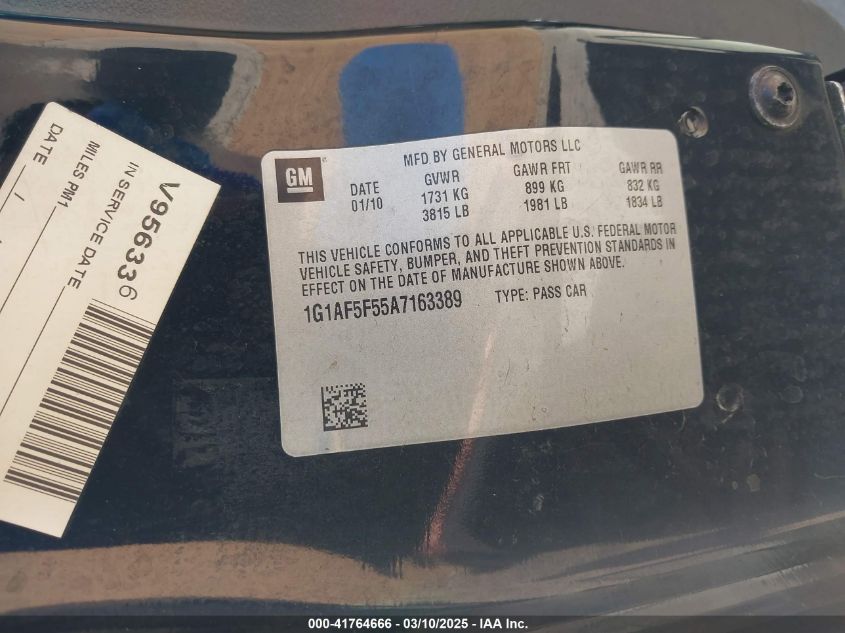 GM
MFD BY GENERAL MOTORS LLC
DATE GVWR GAWR FRT GAWR RR
01/10 1731 KG 899 KG 832 KG
3815 LB 1981 LB 1834 LB
THIS VEHICLE CONFORMS TO ALL APPLICABLE U.S. FEDERAL MOTOR
VEHICLE SAFETY, BUMPER, AND THEFT PREVENTION STANDARDS IN
EFFECT ON THE DATE OF MANUFACTURE SHOWN ABOVE.
1G1AF5F55A7163389 TYPE: PASS CAR
V956336
IN SERVICE DATE
MILES PM1
DATE / /
000-41764666 — 03/10/2025 — IAA Inc.